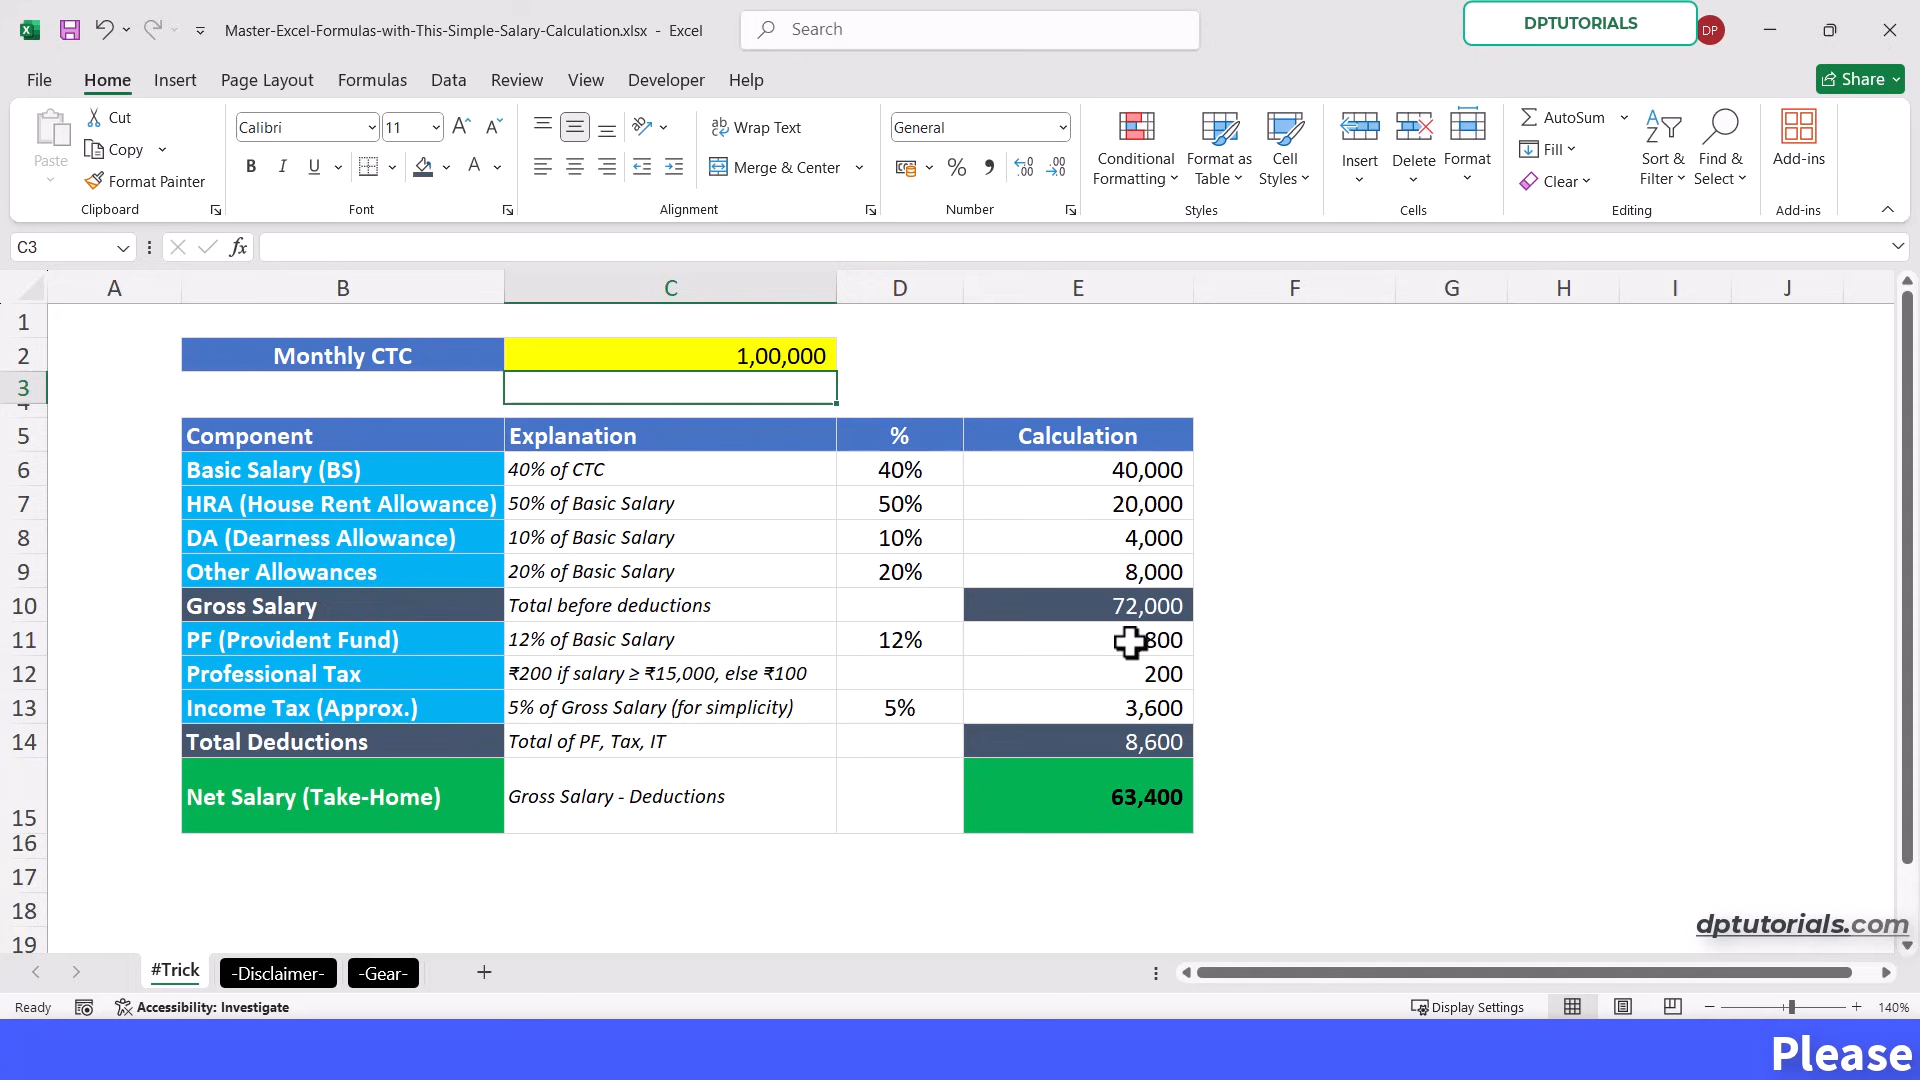 Master-Excel-Formulas-with-This-Simple-Salary-Calculation.xlsx - Excel
Search
DPTUTORIALS
DP
File Home Insert Page Layout Formulas Data Review View Developer Help
Share
Paste
Cut
Copy
Format Painter
Clipboard
Calibri 11
B I U A
Font
Wrap Text
Merge & Center
Alignment
General
Number
Conditional Formatting
Format as Table
Cell Styles
Styles
Insert
Delete
Format
Cells
AutoSum
Fill
Clear
Sort & Filter
Find & Select
Editing
Add-ins
Add-ins
C3 fx
A B C D E F G H I J
1
2 Monthly CTC 1,00,000
3
4
5 Component Explanation % Calculation
6 Basic Salary (BS) 40% of CTC 40% 40,000
7 HRA (House Rent Allowance) 50% of Basic Salary 50% 20,000
8 DA (Dearness Allowance) 10% of Basic Salary 10% 4,000
9 Other Allowances 20% of Basic Salary 20% 8,000
10 Gross Salary Total before deductions 72,000
11 PF (Provident Fund) 12% of Basic Salary 12% 800
12 Professional Tax ₹200 if salary ≥ ₹15,000, else ₹100 200
13 Income Tax (Approx.) 5% of Gross Salary (for simplicity) 5% 3,600
14 Total Deductions Total of PF, Tax, IT 8,600
15 Net Salary (Take-Home) Gross Salary - Deductions 63,400
16
17
18
19
dptutorials.com
#Trick -Disclaimer- -Gear-
Ready Accessibility: Investigate Display Settings 140%
Please